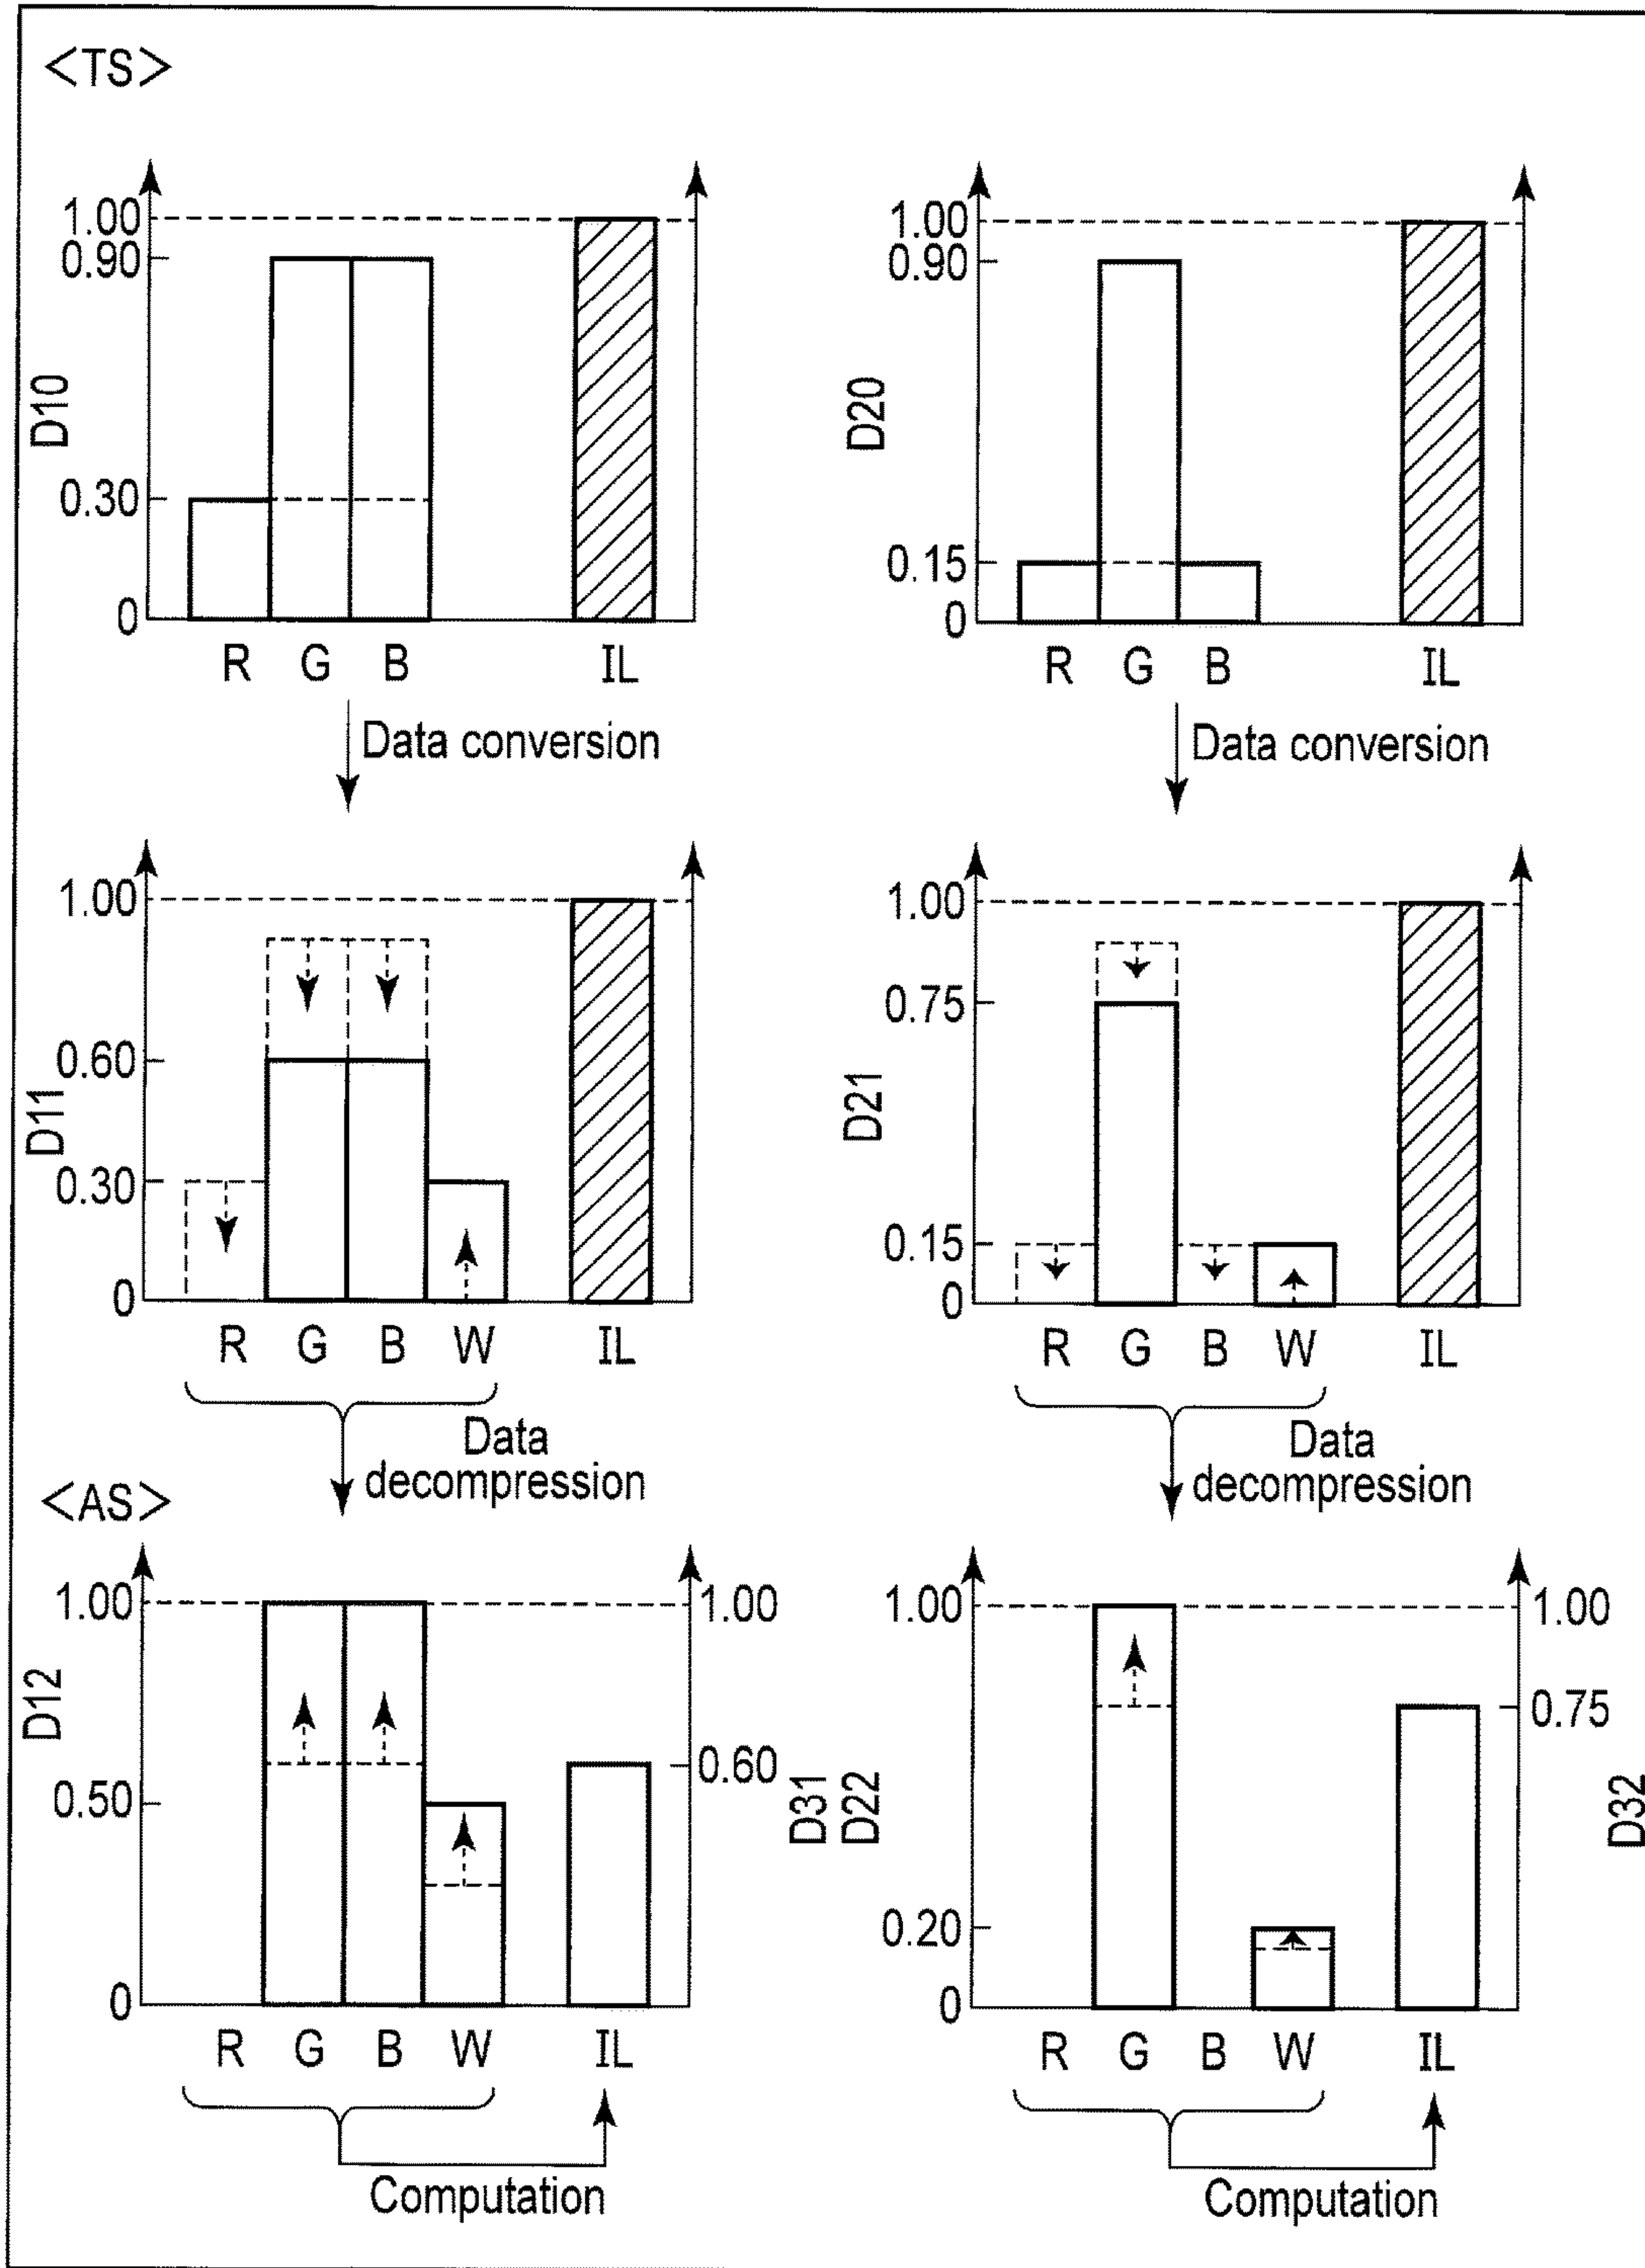 <TS>
1.00
0.90
D10
0.30
0
R G B IL
Data conversion
1.00
0.90
D20
0.15
0
R G B IL
Data conversion
1.00
0.60
D11
0.30
0
R G B W IL
Data
decompression
1.00
0.75
D21
0.15
0
R G B W IL
Data
decompression
<AS>
1.00
D12
0.50
0
1.00
0.60
D31
R G B W IL
Computation
1.00
D22
0.20
0
1.00
0.75
D32
R G B W IL
Computation